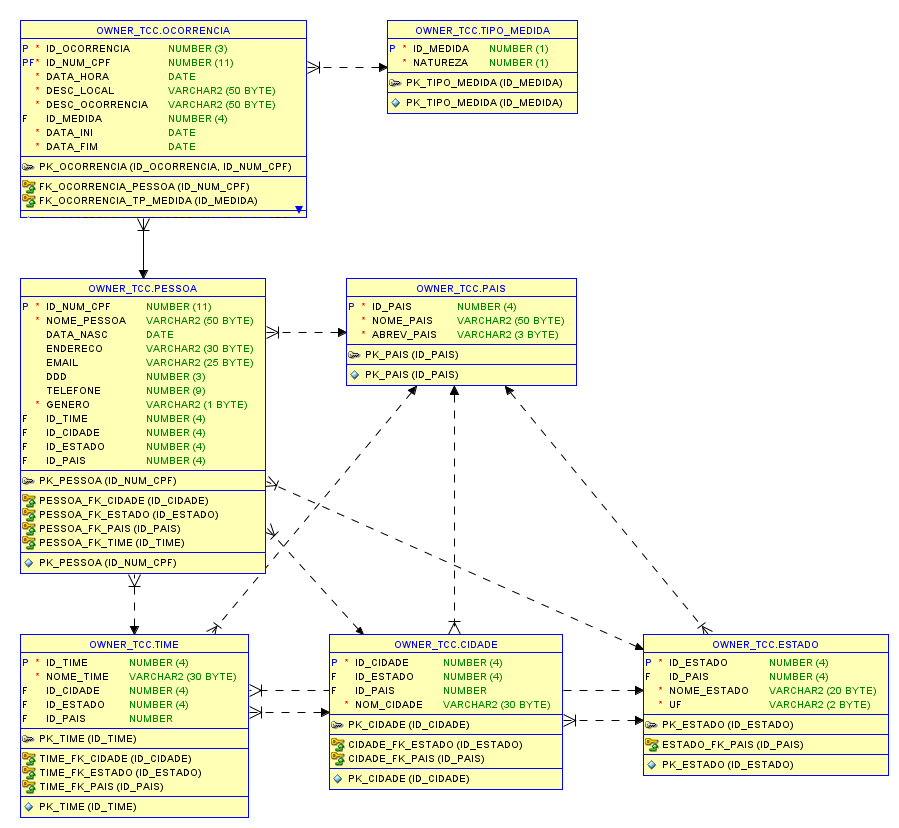 OWNER_TCC.OCORRENCIA
P * ID_OCORRENCIA NUMBER (3)
PF* ID_NUM_CPF NUMBER (11)
* DATA_HORA DATE
* DESC_LOCAL VARCHAR2 (50 BYTE)
* DESC_OCORRENCIA VARCHAR2 (50 BYTE)
F ID_MEDIDA NUMBER (4)
* DATA_INI DATE
* DATA_FIM DATE
PK_OCORRENCIA (ID_OCORRENCIA, ID_NUM_CPF)
FK_OCORRENCIA_PESSOA (ID_NUM_CPF)
FK_OCORRENCIA_TP_MEDIDA (ID_MEDIDA)
OWNER_TCC.TIPO_MEDIDA
P * ID_MEDIDA NUMBER (1)
* NATUREZA NUMBER (1)
PK_TIPO_MEDIDA (ID_MEDIDA)
PK_TIPO_MEDIDA (ID_MEDIDA)
OWNER_TCC.PESSOA
P * ID_NUM_CPF NUMBER (11)
* NOME_PESSOA VARCHAR2 (50 BYTE)
DATA_NASC DATE
ENDERECO VARCHAR2 (30 BYTE)
EMAIL VARCHAR2 (25 BYTE)
DDD NUMBER (3)
TELEFONE NUMBER (9)
* GENERO VARCHAR2 (1 BYTE)
F ID_TIME NUMBER (4)
F ID_CIDADE NUMBER (4)
F ID_ESTADO NUMBER (4)
F ID_PAIS NUMBER (4)
PK_PESSOA (ID_NUM_CPF)
PESSOA_FK_CIDADE (ID_CIDADE)
PESSOA_FK_ESTADO (ID_ESTADO)
PESSOA_FK_PAIS (ID_PAIS)
PESSOA_FK_TIME (ID_TIME)
PK_PESSOA (ID_NUM_CPF)
OWNER_TCC.PAIS
P * ID_PAIS NUMBER (4)
* NOME_PAIS VARCHAR2 (50 BYTE)
* ABREV_PAIS VARCHAR2 (3 BYTE)
PK_PAIS (ID_PAIS)
PK_PAIS (ID_PAIS)
OWNER_TCC.TIME
P * ID_TIME NUMBER (4)
* NOME_TIME VARCHAR2 (30 BYTE)
F ID_CIDADE NUMBER (4)
F ID_ESTADO NUMBER (4)
F ID_PAIS NUMBER
PK_TIME (ID_TIME)
TIME_FK_CIDADE (ID_CIDADE)
TIME_FK_ESTADO (ID_ESTADO)
TIME_FK_PAIS (ID_PAIS)
PK_TIME (ID_TIME)
OWNER_TCC.CIDADE
P * ID_CIDADE NUMBER (4)
F ID_ESTADO NUMBER (4)
F ID_PAIS NUMBER
* NOM_CIDADE VARCHAR2 (30 BYTE)
PK_CIDADE (ID_CIDADE)
CIDADE_FK_ESTADO (ID_ESTADO)
CIDADE_FK_PAIS (ID_PAIS)
PK_CIDADE (ID_CIDADE)
OWNER_TCC.ESTADO
P * ID_ESTADO NUMBER (4)
F ID_PAIS NUMBER (4)
* NOME_ESTADO VARCHAR2 (20 BYTE)
* UF VARCHAR2 (2 BYTE)
PK_ESTADO (ID_ESTADO)
ESTADO_FK_PAIS (ID_PAIS)
PK_ESTADO (ID_ESTADO)